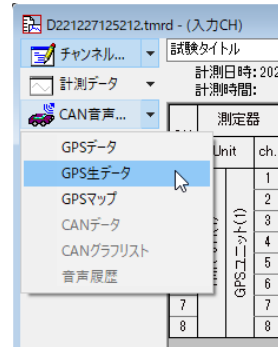 D221227125212.tmrd - (入力CH)
チャンネル...
試験タイトル
計測日時: 202
計測データ
計測時間:
CAN音声...
測定器
GPSデータ
Unit
ch.
GPS生データ
1
GPSマップ
2
CANデータ
3
CANグラフリスト
4
音声履歴
5
6
GPSユニット(1)
7
7
8
8